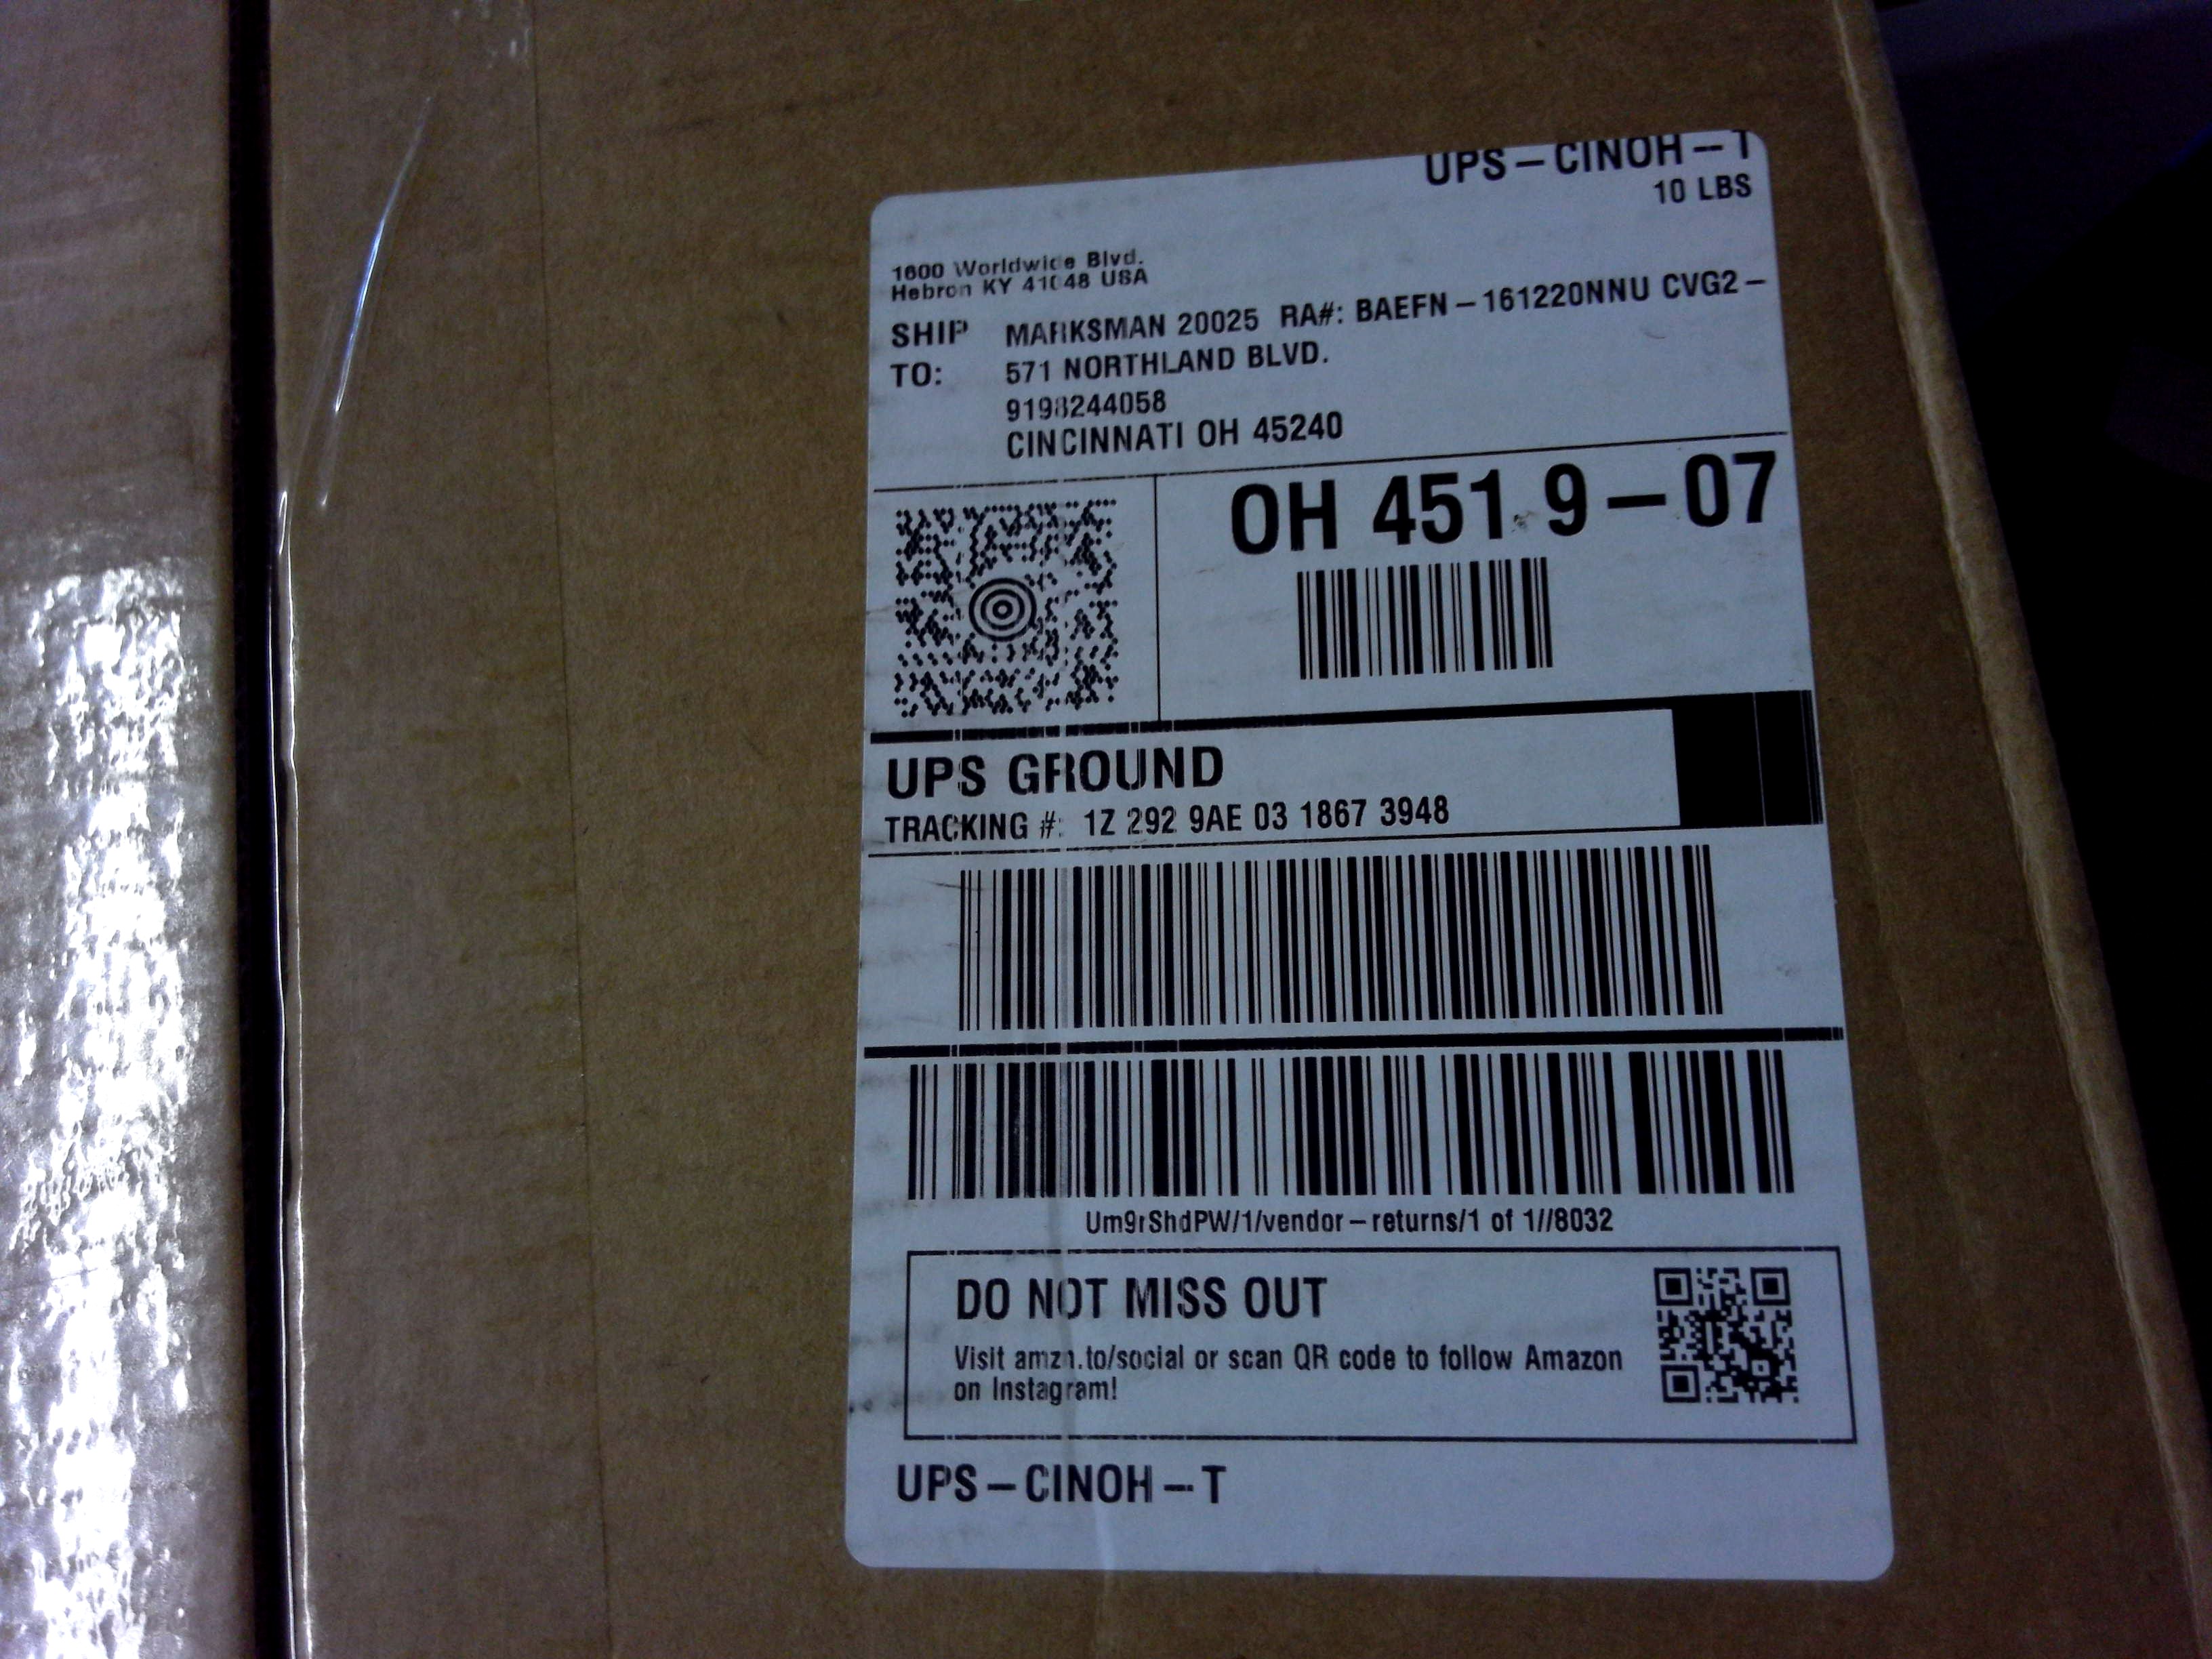 UPS – CINOH – T
10 LBS
1600 Worldwide Blvd.
Hebron KY 41048 USA
SHIP MARKSMAN 20025 RA#: BAEFN – 161220NNU CVG2 –
TO: 571 NORTHLAND BLVD.
9198244058
CINCINNATI OH 45240
OH 451 9 – 07
UPS GROUND
TRACKING #: 1Z 292 9AE 03 1867 3948
Um9rShdPW/1/vendor – returns/1 of 1//8032
DO NOT MISS OUT
Visit amzn.to/social or scan QR code to follow Amazon
on Instagram!
UPS – CINOH – T